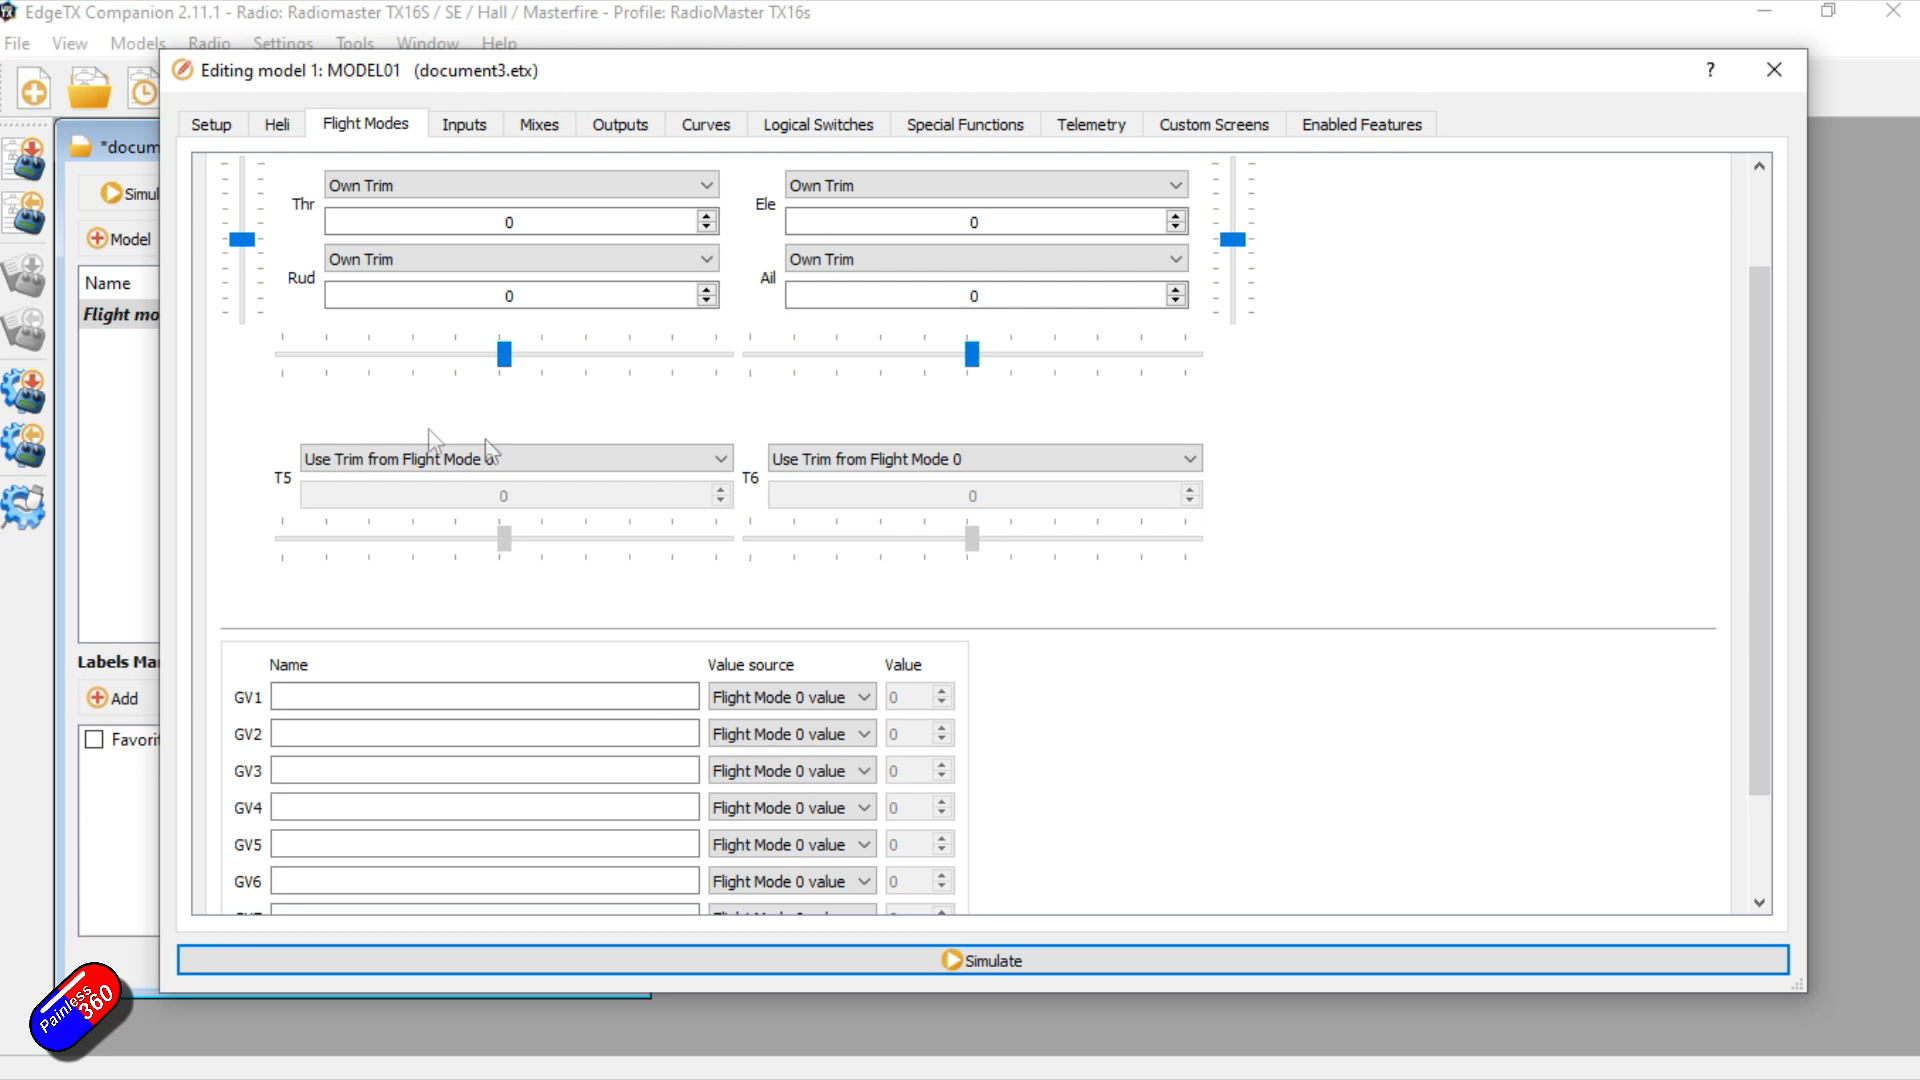 EdgeTX Companion 2.11.1 - Radio: Radiomaster TX16S / SE / Hall / Masterfire - Profile: RadioMaster TX16s
File View Models Radio Settings Tools Window Help
Editing model 1: MODEL01 (document3.etx)
Setup Heli Flight Modes Inputs Mixes Outputs Curves Logical Switches Special Functions Telemetry Custom Screens Enabled Features
*docum
Simul
Model
Name
Flight mo
Labels Ma
Add
Favorit
Thr Own Trim 0 Ele Own Trim 0
Rud Own Trim 0 Ail Own Trim 0
T5 Use Trim from Flight Mode 0 0 T6 Use Trim from Flight Mode 0 0
Name Value source Value
GV1 Flight Mode 0 value 0
GV2 Flight Mode 0 value 0
GV3 Flight Mode 0 value 0
GV4 Flight Mode 0 value 0
GV5 Flight Mode 0 value 0
GV6 Flight Mode 0 value 0
Simulate
Painless
360